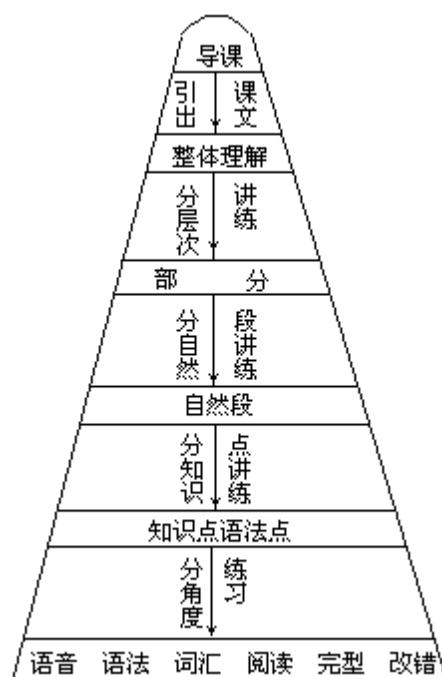 导课
引出 课文
整体理解
分层次 讲练
部 分
分自然 段讲练
自然段
分知识 点讲练
知识点语法点
分角度 练习
语音 语法 词汇 阅读 完型 改错